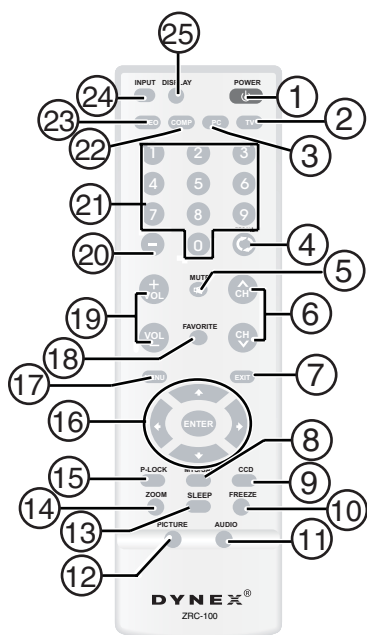 25
INPUT DISPLAY POWER
24 1
23 EO COMP PC TV 2
22 3
1 2 3
4 5 6
21 7 8 9
20 0 4
MUTE 5
+ VOL CH 6
19
VOL CH
18 FAVORITE
17 ENU EXIT 7
16 ENTER
8
15 P-LOCK CCD 9
14 ZOOM SLEEP FREEZE 10
13
PICTURE AUDIO 11
12
DYNEX®
ZRC-100